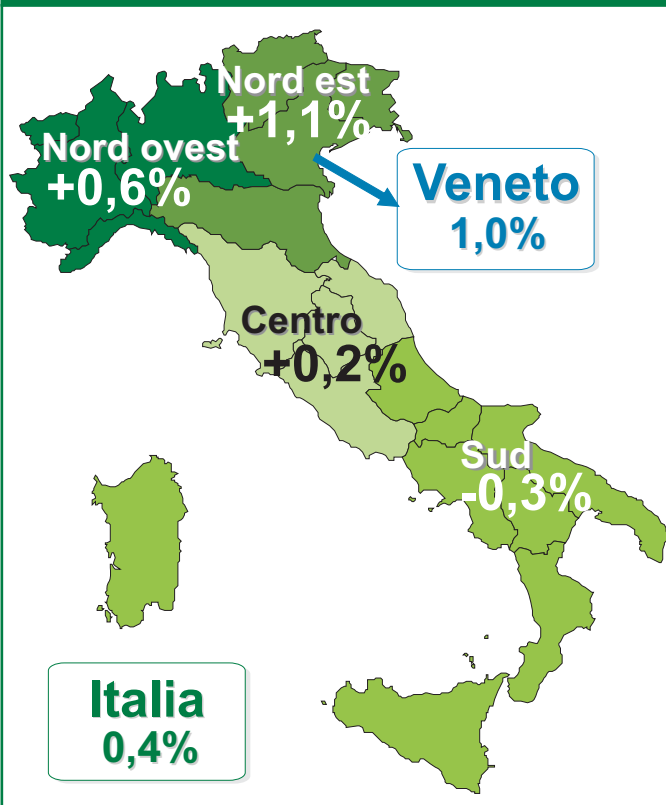 Nord est
+1,1%
Nord ovest
+0,6%
Veneto
1,0%
Centro
+0,2%
Sud
-0,3%
Italia
0,4%